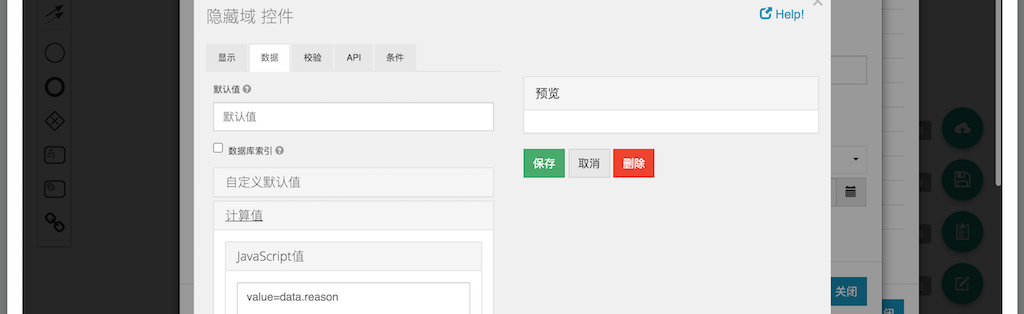 隐藏域 控件
Help!
显示
数据
校验
API
条件
默认值
默认值
数据库索引
自定义默认值
计算值
JavaScript值
value=data.reason
预览
保存
取消
删除
关闭
闭